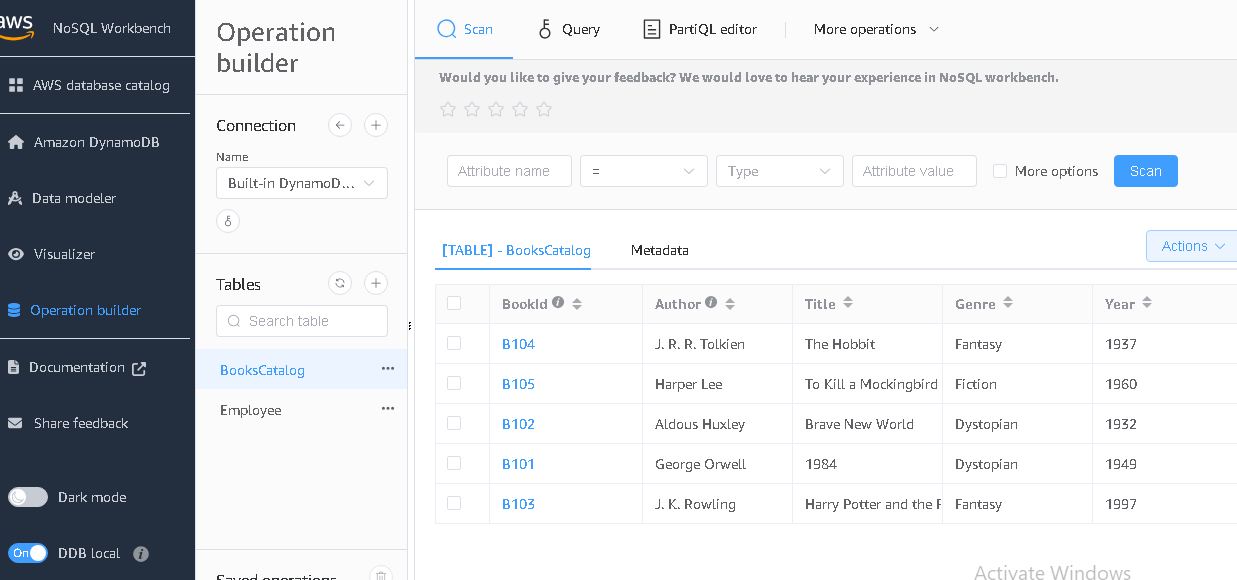 aws NoSQL Workbench
AWS database catalog
Amazon DynamoDB
Data modeler
Visualizer
Operation builder
Documentation
Share feedback
Dark mode
On DDB local
Operation
builder
Connection
Name
Built-in DynamoD...
Tables
Search table
BooksCatalog
Employee
Saved operations
Scan Query PartiQL editor More operations
Would you like to give your feedback? We would love to hear your experience in NoSQL workbench.
Attribute name = Type Attribute value More options Scan
[TABLE] - BooksCatalog Metadata Actions
BookId Author Title Genre Year
B104 J. R. R. Tolkien The Hobbit Fantasy 1937
B105 Harper Lee To Kill a Mockingbird Fiction 1960
B102 Aldous Huxley Brave New World Dystopian 1932
B101 George Orwell 1984 Dystopian 1949
B103 J. K. Rowling Harry Potter and the Fantasy 1997
Activate Windows